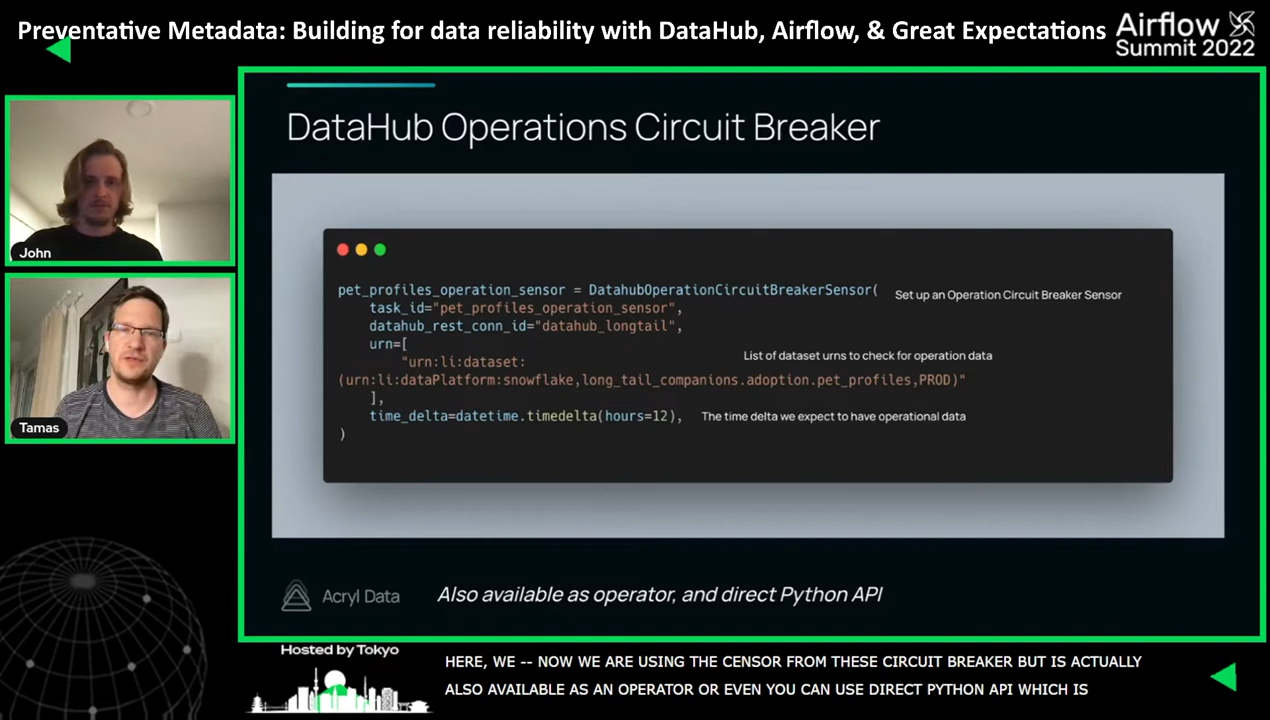 Preventative Metadata: Building for data reliability with DataHub, Airflow, & Great Expectations
Airflow
Summit 2022
John
Tamas
DataHub Operations Circuit Breaker
pet_profiles_operation_sensor = DatahubOperationCircuitBreakerSensor(
Set up an Operation Circuit Breaker Sensor
task_id="pet_profiles_operation_sensor",
datahub_rest_conn_id="datahub_longtail",
urn=[
List of dataset urns to check for operation data
"urn:li:dataset:
(urn:li:dataPlatform:snowflake,long_tail_companions.adoption.pet_profiles,PROD)"
],
time_delta=datetime.timedelta(hours=12),
The time delta we expect to have operational data
)
Acryl Data
Also available as operator, and direct Python API
Hosted by Tokyo
HERE, WE -- NOW WE ARE USING THE CENSOR FROM THESE CIRCUIT BREAKER BUT IS ACTUALLY
ALSO AVAILABLE AS AN OPERATOR OR EVEN YOU CAN USE DIRECT PYTHON API WHICH IS